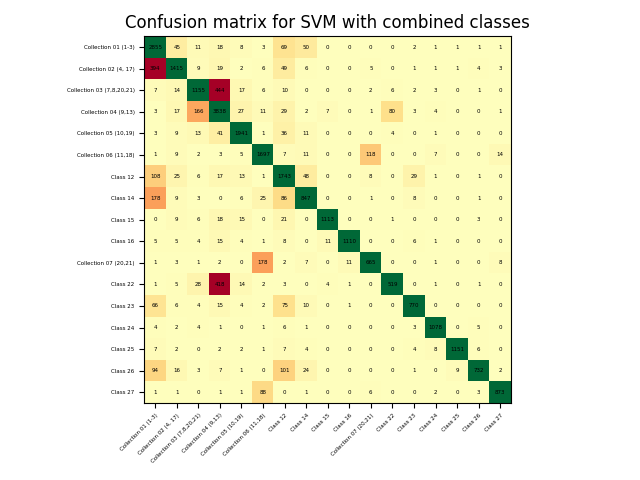 Confusion matrix for SVM with combined classes
Collection 01 (1-3) 45 11 18 8 3 69 50 0 0 0 0 2 1 1 1 1
Collection 02 (4, 17) 9 19 2 6 49 6 0 0 5 0 1 1 1 4 3
Collection 03 (7,8,20,21) 7 14 17 6 10 0 0 0 2 6 2 3 0 1 0
Collection 04 (9,13) 3 17 166 27 11 29 2 7 0 1 80 3 4 0 0 1
Collection 05 (10,19) 3 9 13 41 1 36 11 0 0 0 4 0 1 0 0 0
Collection 06 (11,18) 1 9 2 3 5 7 11 0 0 118 0 0 7 0 0 14
Class 12 108 25 6 17 13 1 1743 48 0 0 8 0 29 1 0 1 0
Class 14 178 9 3 0 6 25 86 0 0 1 0 8 0 0 1 0
Class 15 0 9 6 18 15 0 21 0 0 0 1 0 0 0 3 0
Class 16 5 5 4 15 4 1 8 0 11 1110 0 0 6 1 0 0 0
Collection 07 (20,21) 1 3 1 2 0 178 2 7 0 11 0 0 1 0 0 8
Class 22 1 5 28 14 2 3 0 4 1 0 0 1 0 1 0
Class 23 66 6 4 15 4 2 75 10 0 1 0 0 0 0 0 0
Class 24 4 2 4 1 0 1 6 1 0 0 0 0 3 1078 0 5 0
Class 25 7 2 0 2 2 1 7 4 0 0 0 0 4 8 6 0
Class 26 94 16 3 7 1 0 101 24 0 0 0 0 1 0 9 2
Class 27 1 1 0 1 1 88 0 1 0 0 6 0 0 2 0 3
Collection 01 (1-3)
Collection 02 (4, 17)
Collection 03 (7,8,20,21)
Collection 04 (9,13)
Collection 05 (10,19)
Collection 06 (11,18)
Class 12
Class 14
Class 15
Class 16
Collection 07 (20,21)
Class 22
Class 23
Class 24
Class 25
Class 26
Class 27